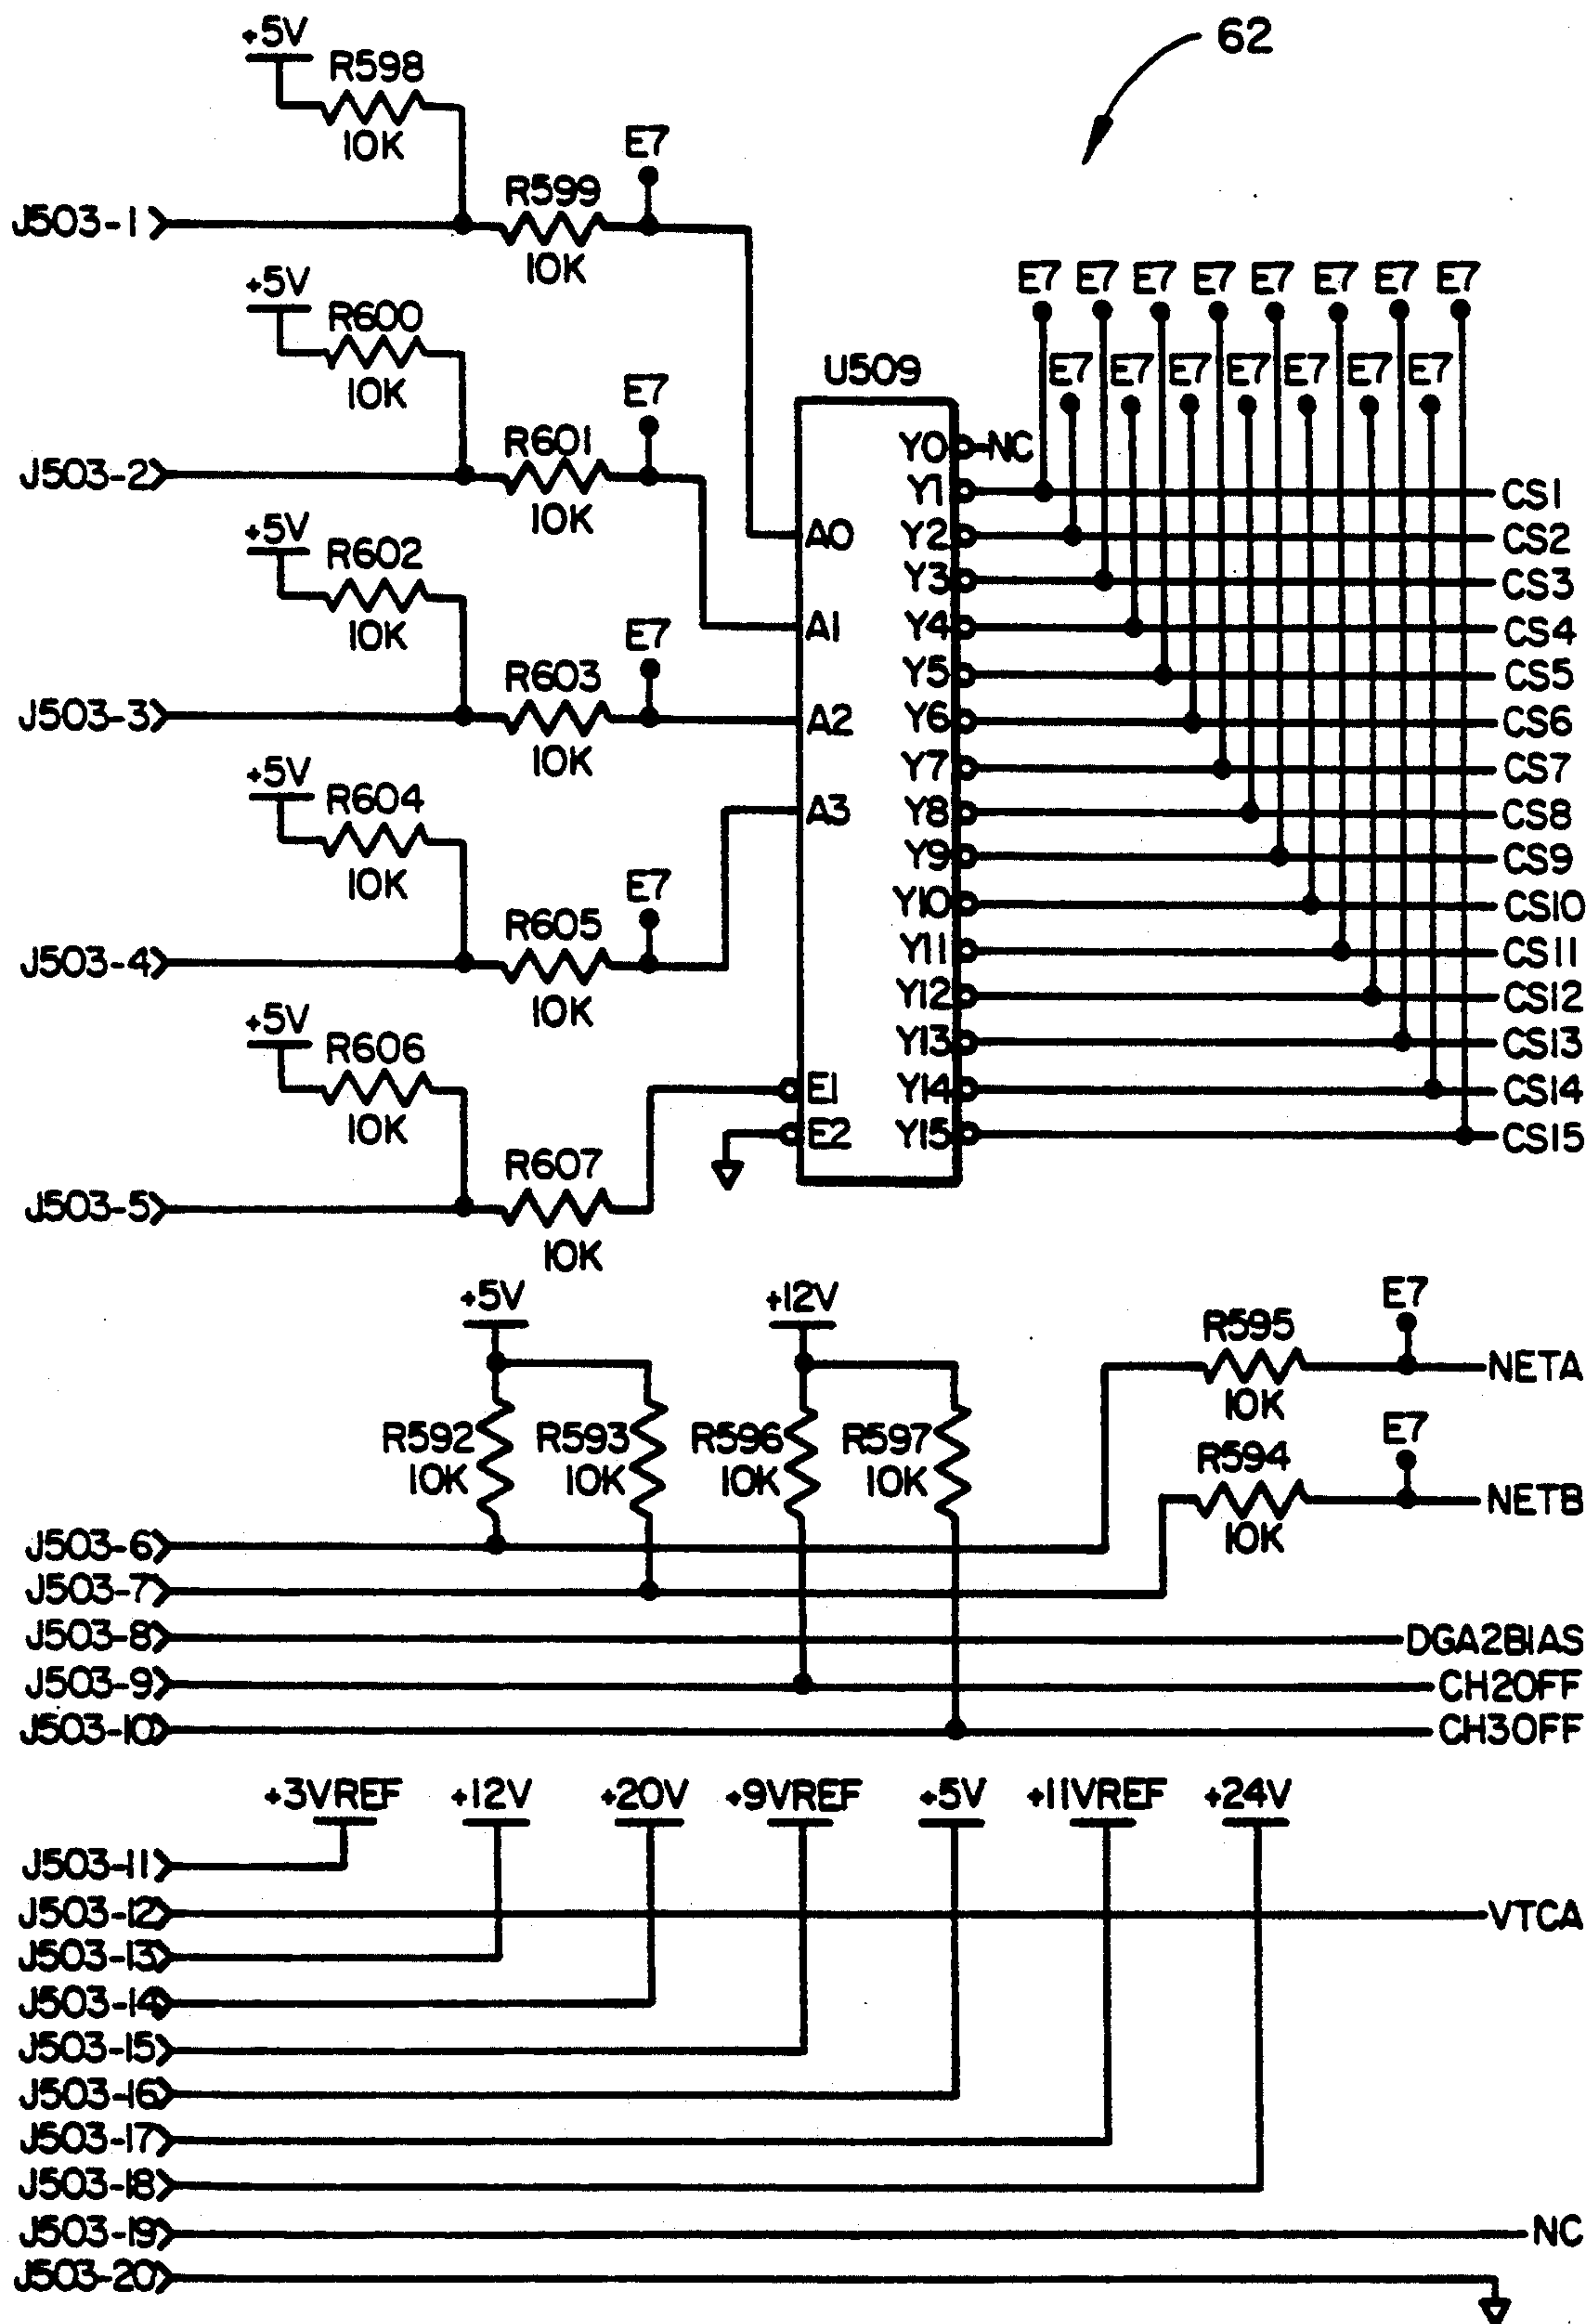 62
+5V
R598
10K
J503-1
R599
10K
E7
+5V
R600
10K
J503-2
R601
10K
E7
+5V
R602
10K
J503-3
R603
10K
E7
+5V
R604
10K
J503-4
R605
10K
E7
+5V
R606
10K
J503-5
R607
10K
U509
A0
A1
A2
A3
E1
E2
Y0
NC
Y1
Y2
Y3
Y4
Y5
Y6
Y7
Y8
Y9
Y10
Y11
Y12
Y13
Y14
Y15
E7 E7 E7 E7 E7 E7 E7 E7
E7 E7 E7 E7 E7 E7 E7
CS1
CS2
CS3
CS4
CS5
CS6
CS7
CS8
CS9
CS10
CS11
CS12
CS13
CS14
CS15
+5V
+12V
R592
10K
R593
10K
R596
10K
R597
10K
R595
10K
E7
NETA
R594
10K
E7
NETB
J503-6
J503-7
J503-8
DGA2BIAS
J503-9
CH2OFF
J503-10
CH3OFF
+3VREF +12V +20V +9VREF +5V +11VREF +24V
J503-11
J503-12
VTCA
J503-13
J503-14
J503-15
J503-16
J503-17
J503-18
J503-19
NC
J503-20